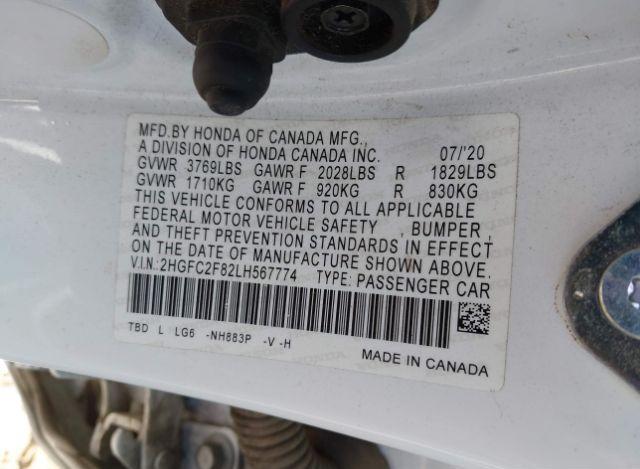 MFD.BY HONDA OF CANADA MFG.,
A DIVISION OF HONDA CANADA INC. 07/'20
GVWR 3769LBS GAWR F 2028LBS R 1829LBS
GVWR 1710KG GAWR F 920KG R 830KG
THIS VEHICLE CONFORMS TO ALL APPLICABLE
FEDERAL MOTOR VEHICLE SAFETY , BUMPER
AND THEFT PREVENTION STANDARDS IN EFFECT
ON THE DATE OF MANUFACTURE SHOWN ABOVE.
V.I.N.:2HGFC2F82LH567774 TYPE: PASSENGER CAR
TBD L LG6 -NH883P -V -H
MADE IN CANADA